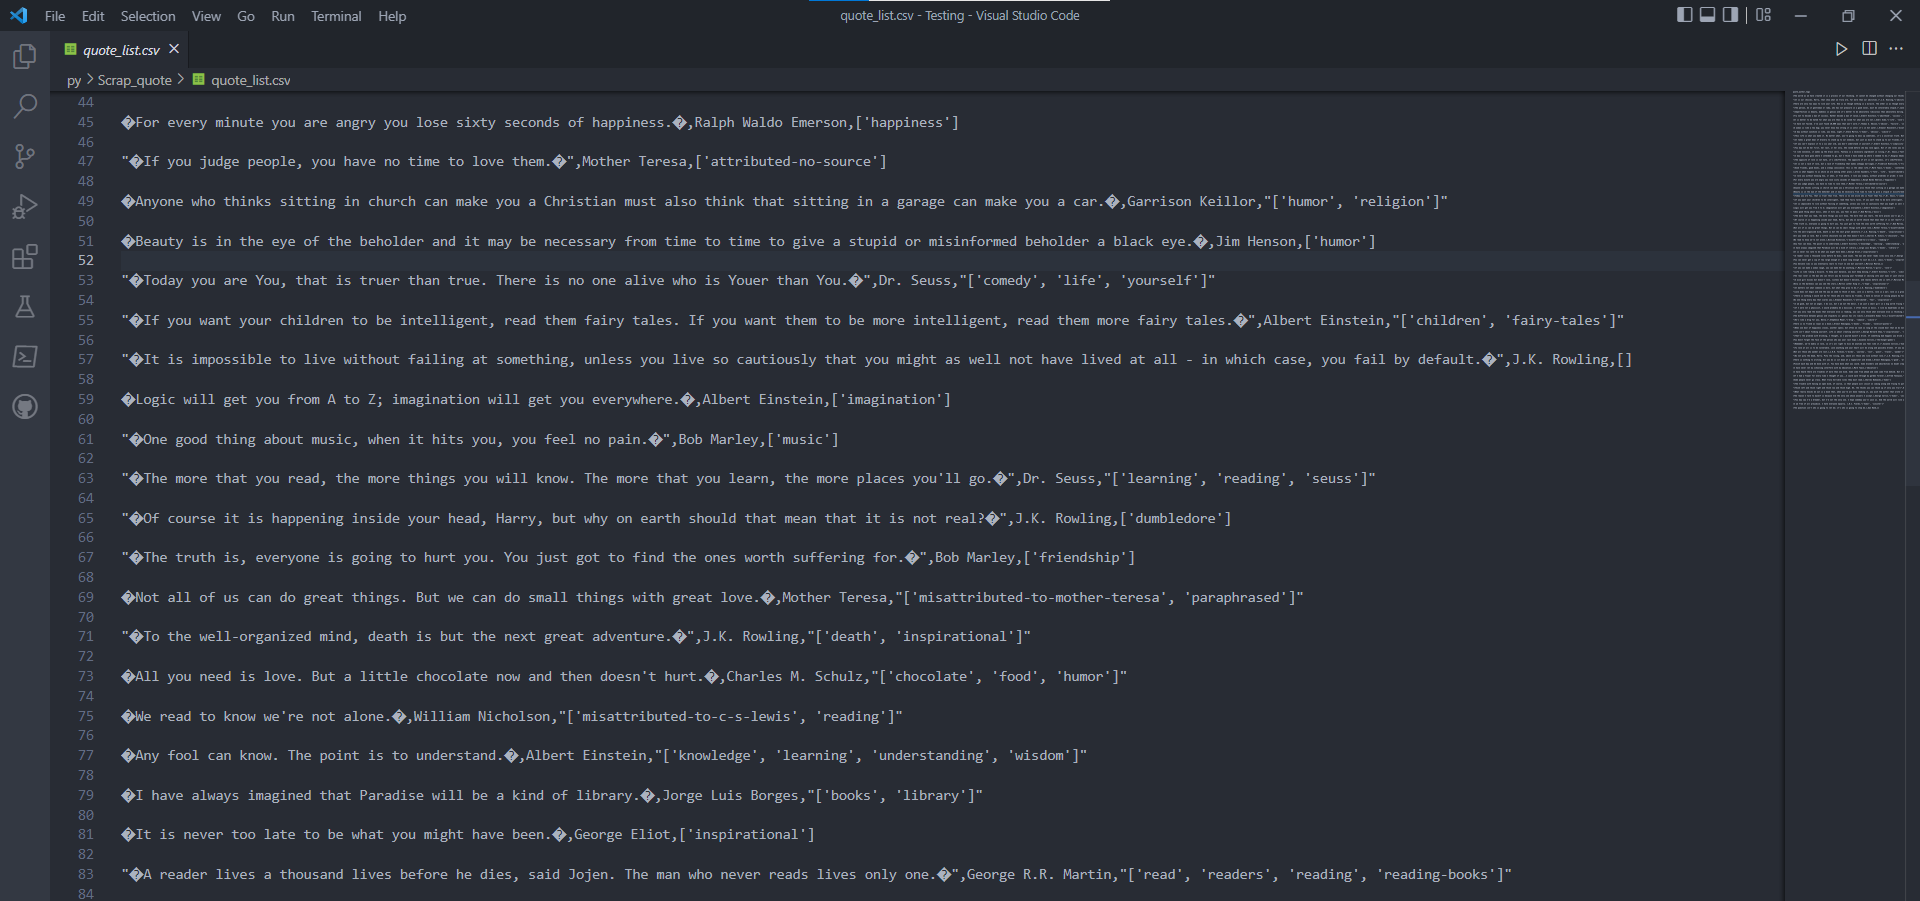 File Edit Selection View Go Run Terminal Help
quote_list.csv - Testing - Visual Studio Code
quote_list.csv
py > Scrap_quote > quote_list.csv
44
45 �For every minute you are angry you lose sixty seconds of happiness.�,Ralph Waldo Emerson,['happiness']
46
47 "�If you judge people, you have no time to love them.�",Mother Teresa,['attributed-no-source']
48
49 �Anyone who thinks sitting in church can make you a Christian must also think that sitting in a garage can make you a car.�,Garrison Keillor,"['humor', 'religion']"
50
51 �Beauty is in the eye of the beholder and it may be necessary from time to time to give a stupid or misinformed beholder a black eye.�,Jim Henson,['humor']
52
53 "�Today you are You, that is truer than true. There is no one alive who is Youer than You.�",Dr. Seuss,"['comedy', 'life', 'yourself']"
54
55 "�If you want your children to be intelligent, read them fairy tales. If you want them to be more intelligent, read them more fairy tales.�",Albert Einstein,"['children', 'fairy-tales']"
56
57 "�It is impossible to live without failing at something, unless you live so cautiously that you might as well not have lived at all - in which case, you fail by default.�",J.K. Rowling,[]
58
59 �Logic will get you from A to Z; imagination will get you everywhere.�,Albert Einstein,['imagination']
60
61 "�One good thing about music, when it hits you, you feel no pain.�",Bob Marley,['music']
62
63 "�The more that you read, the more things you will know. The more that you learn, the more places you'll go.�",Dr. Seuss,"['learning', 'reading', 'seuss']"
64
65 "�Of course it is happening inside your head, Harry, but why on earth should that mean that it is not real?�",J.K. Rowling,['dumbledore']
66
67 "�The truth is, everyone is going to hurt you. You just got to find the ones worth suffering for.�",Bob Marley,['friendship']
68
69 �Not all of us can do great things. But we can do small things with great love.�,Mother Teresa,"['misattributed-to-mother-teresa', 'paraphrased']"
70
71 "�To the well-organized mind, death is but the next great adventure.�",J.K. Rowling,"['death', 'inspirational']"
72
73 �All you need is love. But a little chocolate now and then doesn't hurt.�,Charles M. Schulz,"['chocolate', 'food', 'humor']"
74
75 �We read to know we're not alone.�,William Nicholson,"['misattributed-to-c-s-lewis', 'reading']"
76
77 �Any fool can know. The point is to understand.�,Albert Einstein,"['knowledge', 'learning', 'understanding', 'wisdom']"
78
79 �I have always imagined that Paradise will be a kind of library.�,Jorge Luis Borges,"['books', 'library']"
80
81 �It is never too late to be what you might have been.�,George Eliot,['inspirational']
82
83 "�A reader lives a thousand lives before he dies, said Jojen. The man who never reads lives only one.�",George R.R. Martin,"['read', 'readers', 'reading', 'reading-books']"
84